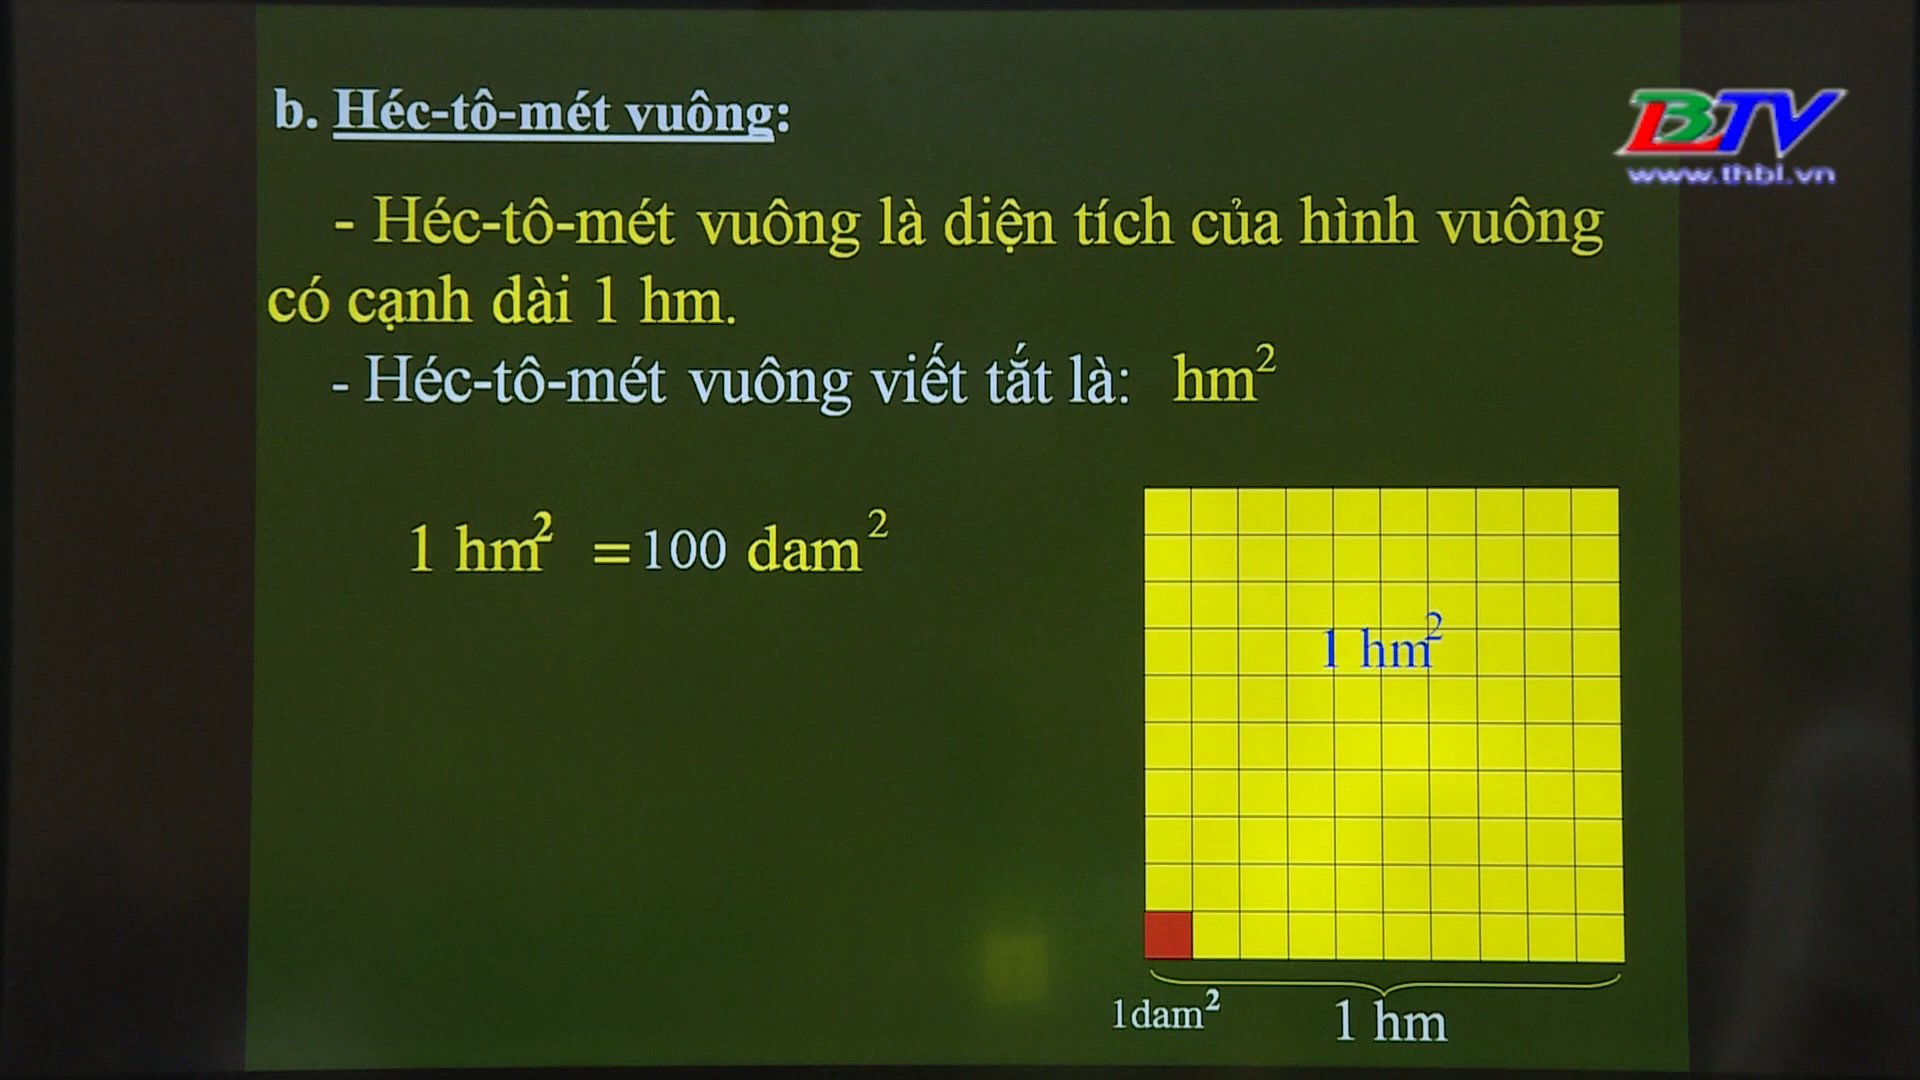 b. Héc-tô-mét vuông:
BTV
www.thbl.vn
- Héc-tô-mét vuông là diện tích của hình vuông
có cạnh dài 1 hm.
- Héc-tô-mét vuông viết tắt là: hm²
1 hm² = 100 dam²
1 hm²
1dam²
1 hm